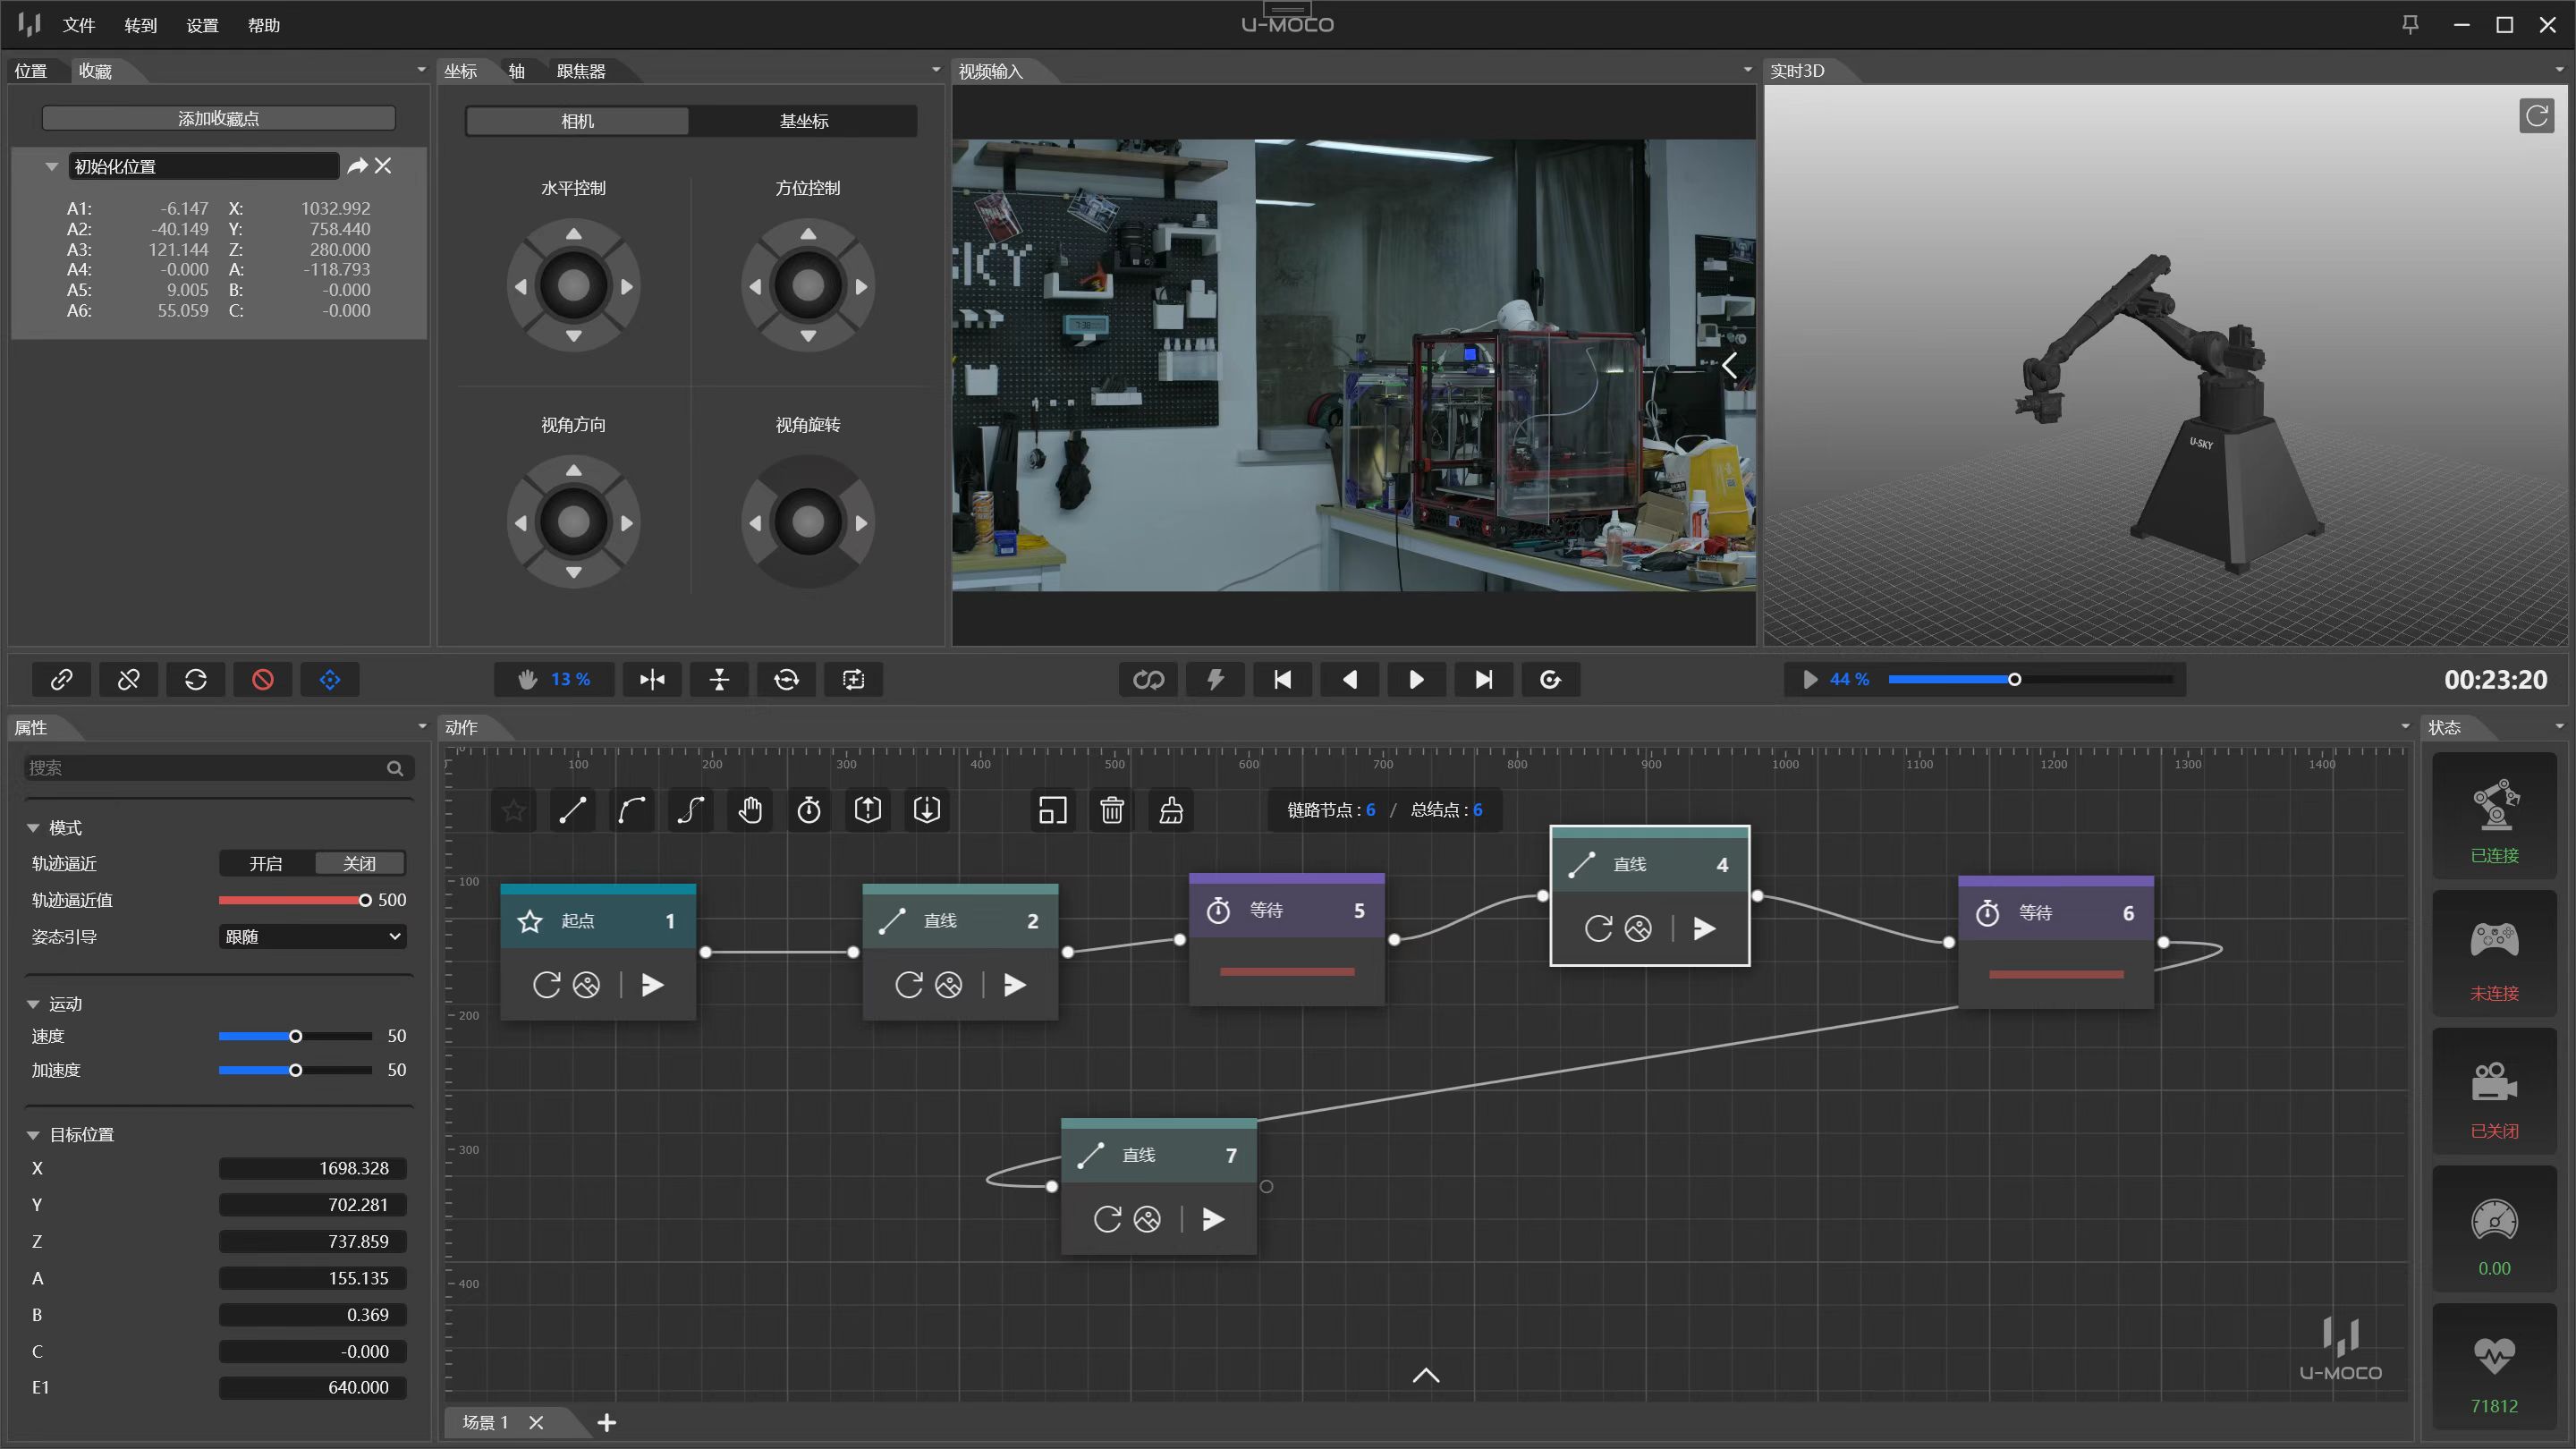 文件 转到 设置 帮助
U-MOCO
位置 收藏
坐标 轴 跟焦器
视频输入
实时3D
添加收藏点
相机 基坐标
初始化位置
A1: -6.147 X: 1032.992
A2: -40.149 Y: 758.440
A3: 121.144 Z: 280.000
A4: -0.000 A: -118.793
A5: 9.005 B: -0.000
A6: 55.059 C: -0.000
水平控制 方位控制
视角方向 视角旋转
SKY
U-SKY
13 %
44 %
00:23:20
属性
动作
状态
搜索
100 200 300 400 500 600 700 800 900 1000 1100 1200 1300 1400
链路节点 : 6 / 总结点 : 6
模式
轨迹逼近 开启 关闭
轨迹逼近值 500
姿态引导 跟随
运动
速度 50
加速度 50
目标位置
X 1698.328
Y 702.281
Z 737.859
A 155.135
B 0.369
C -0.000
E1 640.000
0
100
200
300
400
起点 1
直线 2
等待 5
直线 4
等待 6
直线 7
已连接
未连接
已关闭
0.00
71812
U-MOCO
场景 1